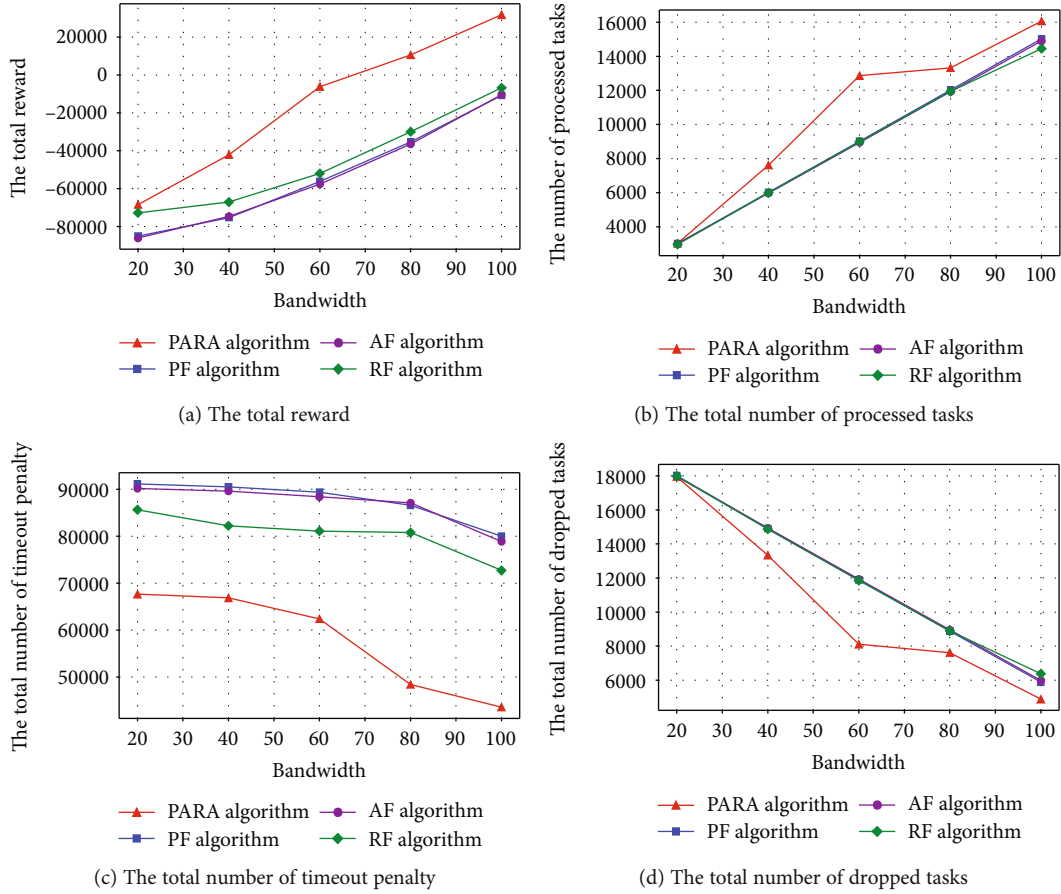 The total reward
20000
0
−20000
−40000
−60000
−80000
20 30 40 50 60 70 80 90 100
Bandwidth
PARA algorithm
AF algorithm
PF algorithm
RF algorithm
(a) The total reward
The number of processed tasks
16000
14000
12000
10000
8000
6000
4000
20 30 40 50 60 70 80 90 100
Bandwidth
PARA algorithm
AF algorithm
PF algorithm
RF algorithm
(b) The total number of processed tasks
The total number of timeout penalty
90000
80000
70000
60000
50000
20 30 40 50 60 70 80 90 100
Bandwidth
PARA algorithm
AF algorithm
PF algorithm
RF algorithm
(c) The total number of timeout penalty
The total number of dropped tasks
18000
16000
14000
12000
10000
8000
6000
20 30 40 50 60 70 80 90 100
Bandwidth
PARA algorithm
AF algorithm
PF algorithm
RF algorithm
(d) The total number of dropped tasks